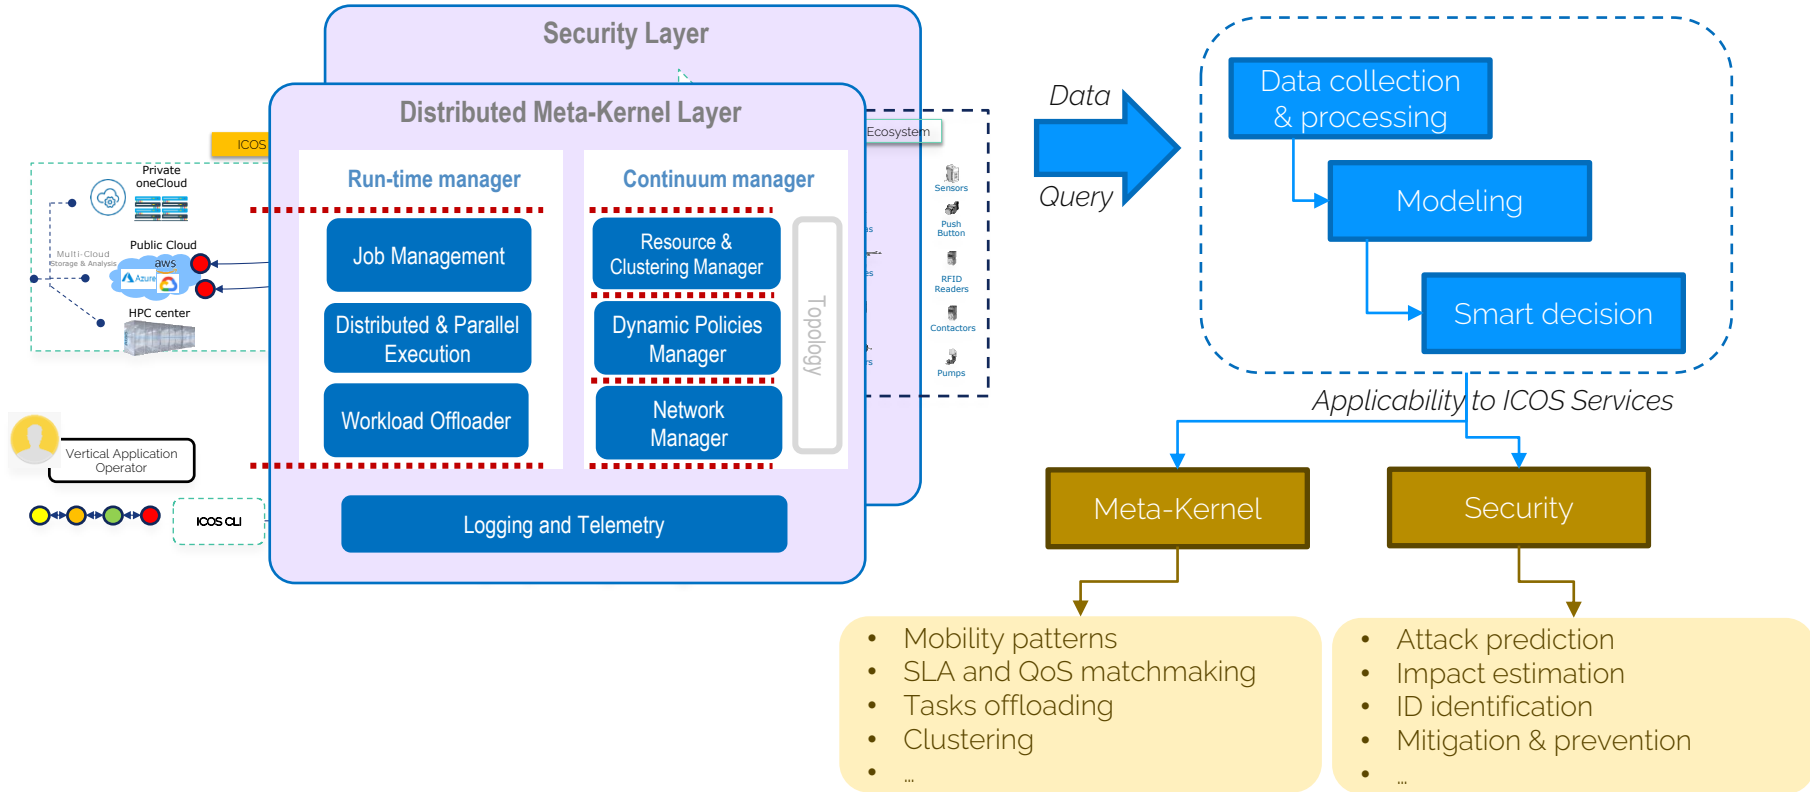 Security Layer
Distributed Meta-Kernel Layer
ICOS
Ecosystem
Private
oneCloud
Public Cloud
Multi-Cloud
Storage & Analysis
aws
Azure
HPC center
Run-time manager
Job Management
Distributed & Parallel
Execution
Workload Offloader
Continuum manager
Resource &
Clustering Manager
Dynamic Policies
Manager
Network
Manager
Topology
Logging and Telemetry
Sensors
Push
Button
RFID
Readers
Contactors
Pumps
Vertical Application
Operator
ICOS CLI
Data
Query
Data collection
& processing
Modeling
Smart decision
Applicability to ICOS Services
Meta-Kernel
Security
• Mobility patterns
• SLA and QoS matchmaking
• Tasks offloading
• Clustering
• ...
• Attack prediction
• Impact estimation
• ID identification
• Mitigation & prevention
• ...